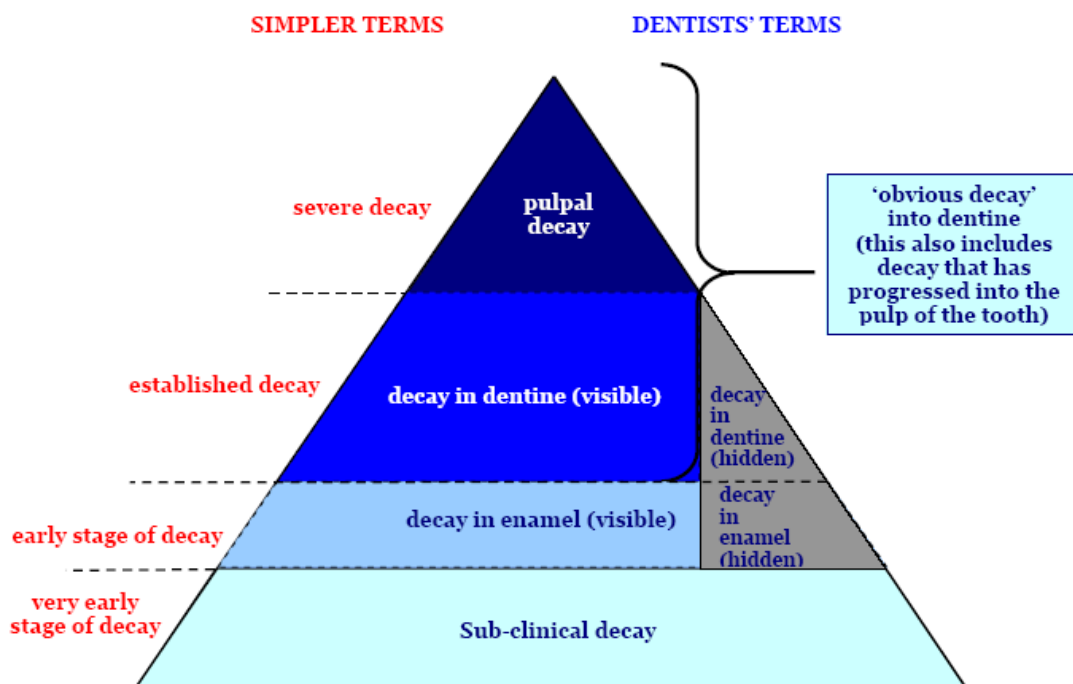 SIMPLER TERMS
DENTISTS’ TERMS
severe decay
pulpal
decay
‘obvious decay’
into dentine
(this also includes
decay that has
progressed into the
pulp of the tooth)
established decay
decay in dentine (visible)
decay
in
dentine
(hidden)
early stage of decay
decay in enamel (visible)
decay
in
enamel
(hidden)
very early
stage of decay
Sub-clinical decay